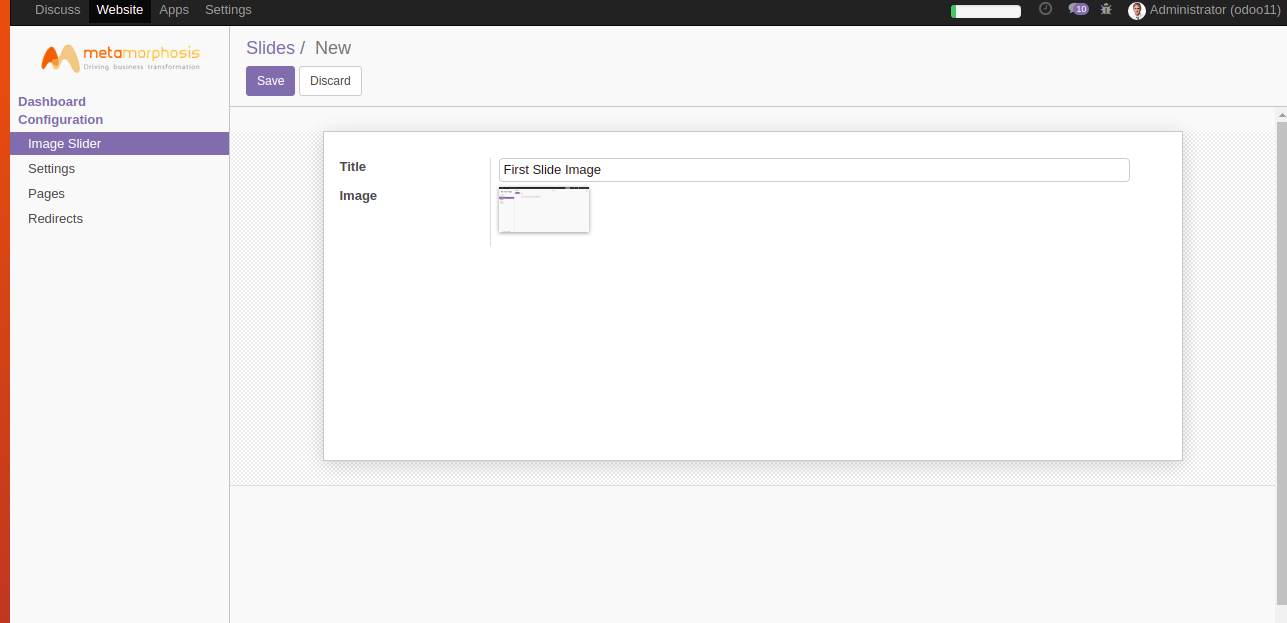 Discuss Website Apps Settings 10 Administrator (odoo11)
metamorphosis
Driving business transformation
Dashboard
Configuration
Image Slider
Settings
Pages
Redirects
Slides / New
Save Discard
Title First Slide Image
Image